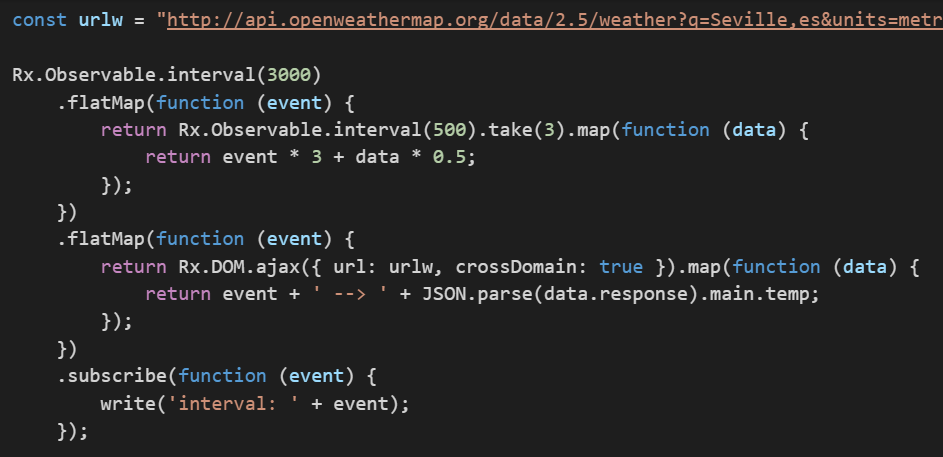 const urlw = "http://api.openweathermap.org/data/2.5/weather?q=Seville,es&units=metr
Rx.Observable.interval(3000)
    .flatMap(function (event) {
        return Rx.Observable.interval(500).take(3).map(function (data) {
            return event * 3 + data * 0.5;
        });
    })
    .flatMap(function (event) {
        return Rx.DOM.ajax({ url: urlw, crossDomain: true }).map(function (data) {
            return event + ' --> ' + JSON.parse(data.response).main.temp;
        });
    })
    .subscribe(function (event) {
        write('interval: ' + event);
    });